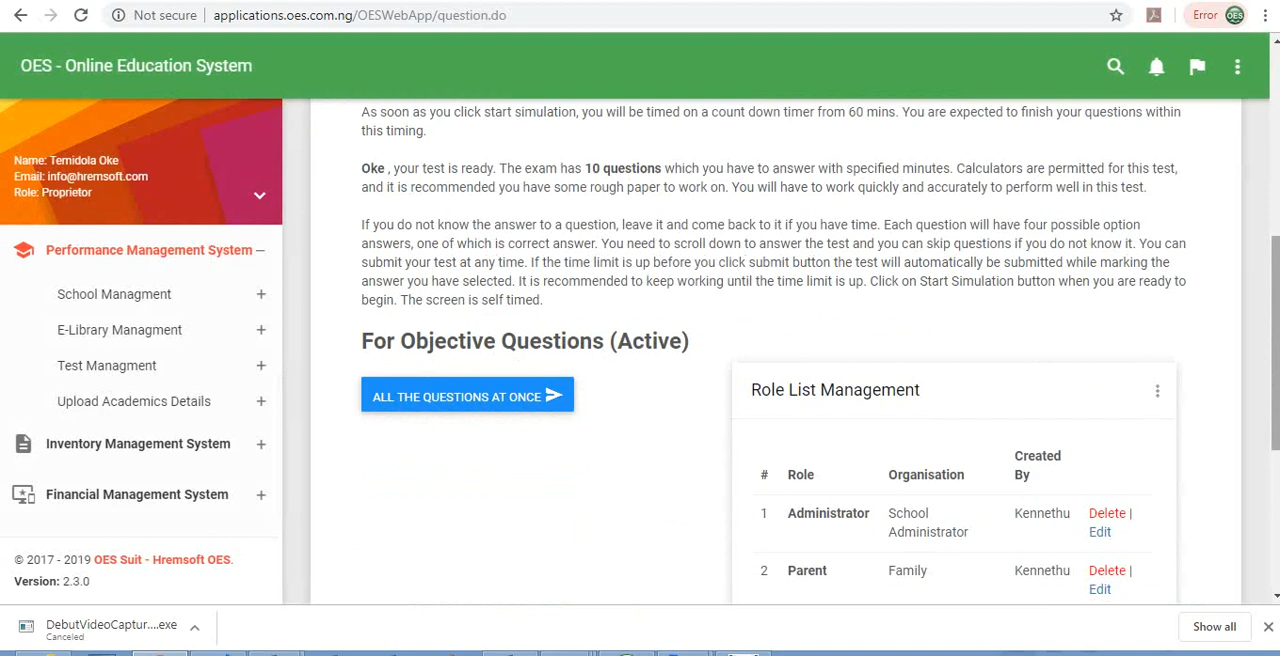 Not secure
applications.oes.com.ng/OESWebApp/question.do
Error
OES
OES - Online Education System
Name: Temidola Oke
Email: info@hremsoft.com
Role: Proprietor
Performance Management System
School Managment
E-Library Managment
Test Managment
Upload Academics Details
Inventory Management System
Financial Management System
© 2017 - 2019 OES Suit - Hremsoft OES.
Version: 2.3.0
As soon as you click start simulation, you will be timed on a count down timer from 60 mins. You are expected to finish your questions within
this timing.
Oke , your test is ready. The exam has 10 questions which you have to answer with specified minutes. Calculators are permitted for this test,
and it is recommended you have some rough paper to work on. You will have to work quickly and accurately to perform well in this test.
If you do not know the answer to a question, leave it and come back to it if you have time. Each question will have four possible option
answers, one of which is correct answer. You need to scroll down to answer the test and you can skip questions if you do not know it. You can
submit your test at any time. If the time limit is up before you click submit button the test will automatically be submitted while marking the
answer you have selected. It is recommended to keep working until the time limit is up. Click on Start Simulation button when you are ready to
begin. The screen is self timed.
For Objective Questions (Active)
ALL THE QUESTIONS AT ONCE
Role List Management
# Role Organisation Created By
1 Administrator School Administrator Kennethu Delete | Edit
2 Parent Family Kennethu Delete | Edit
DebutVideoCaptur....exe
Canceled
Show all